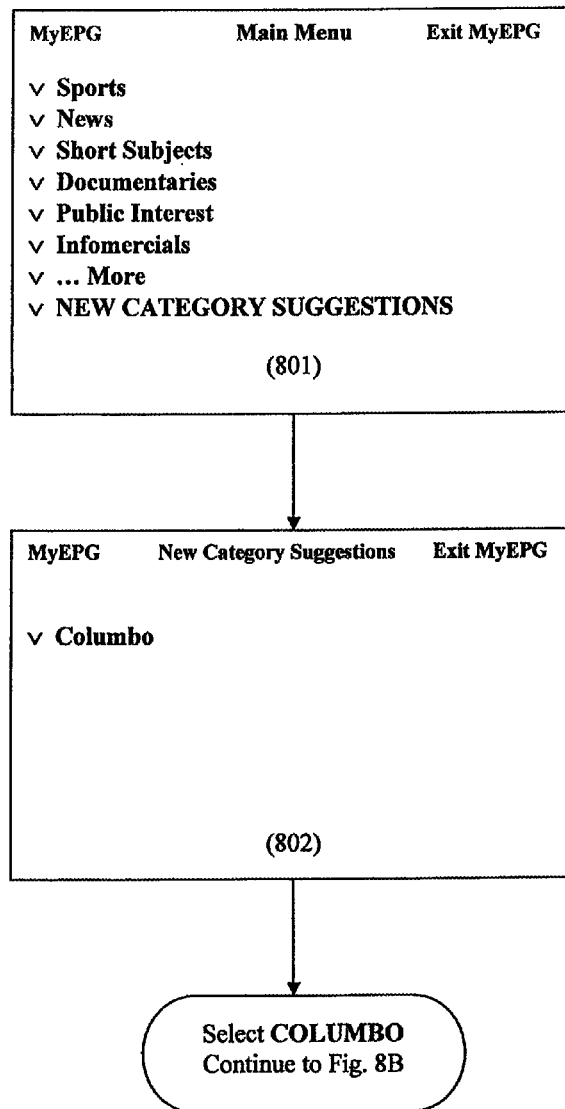 MyEPG Main Menu Exit MyEPG
v Sports
v News
v Short Subjects
v Documentaries
v Public Interest
v Infomercials
v ... More
v NEW CATEGORY SUGGESTIONS
(801)
MyEPG New Category Suggestions Exit MyEPG
v Columbo
(802)
Select COLUMBO
Continue to Fig. 8B